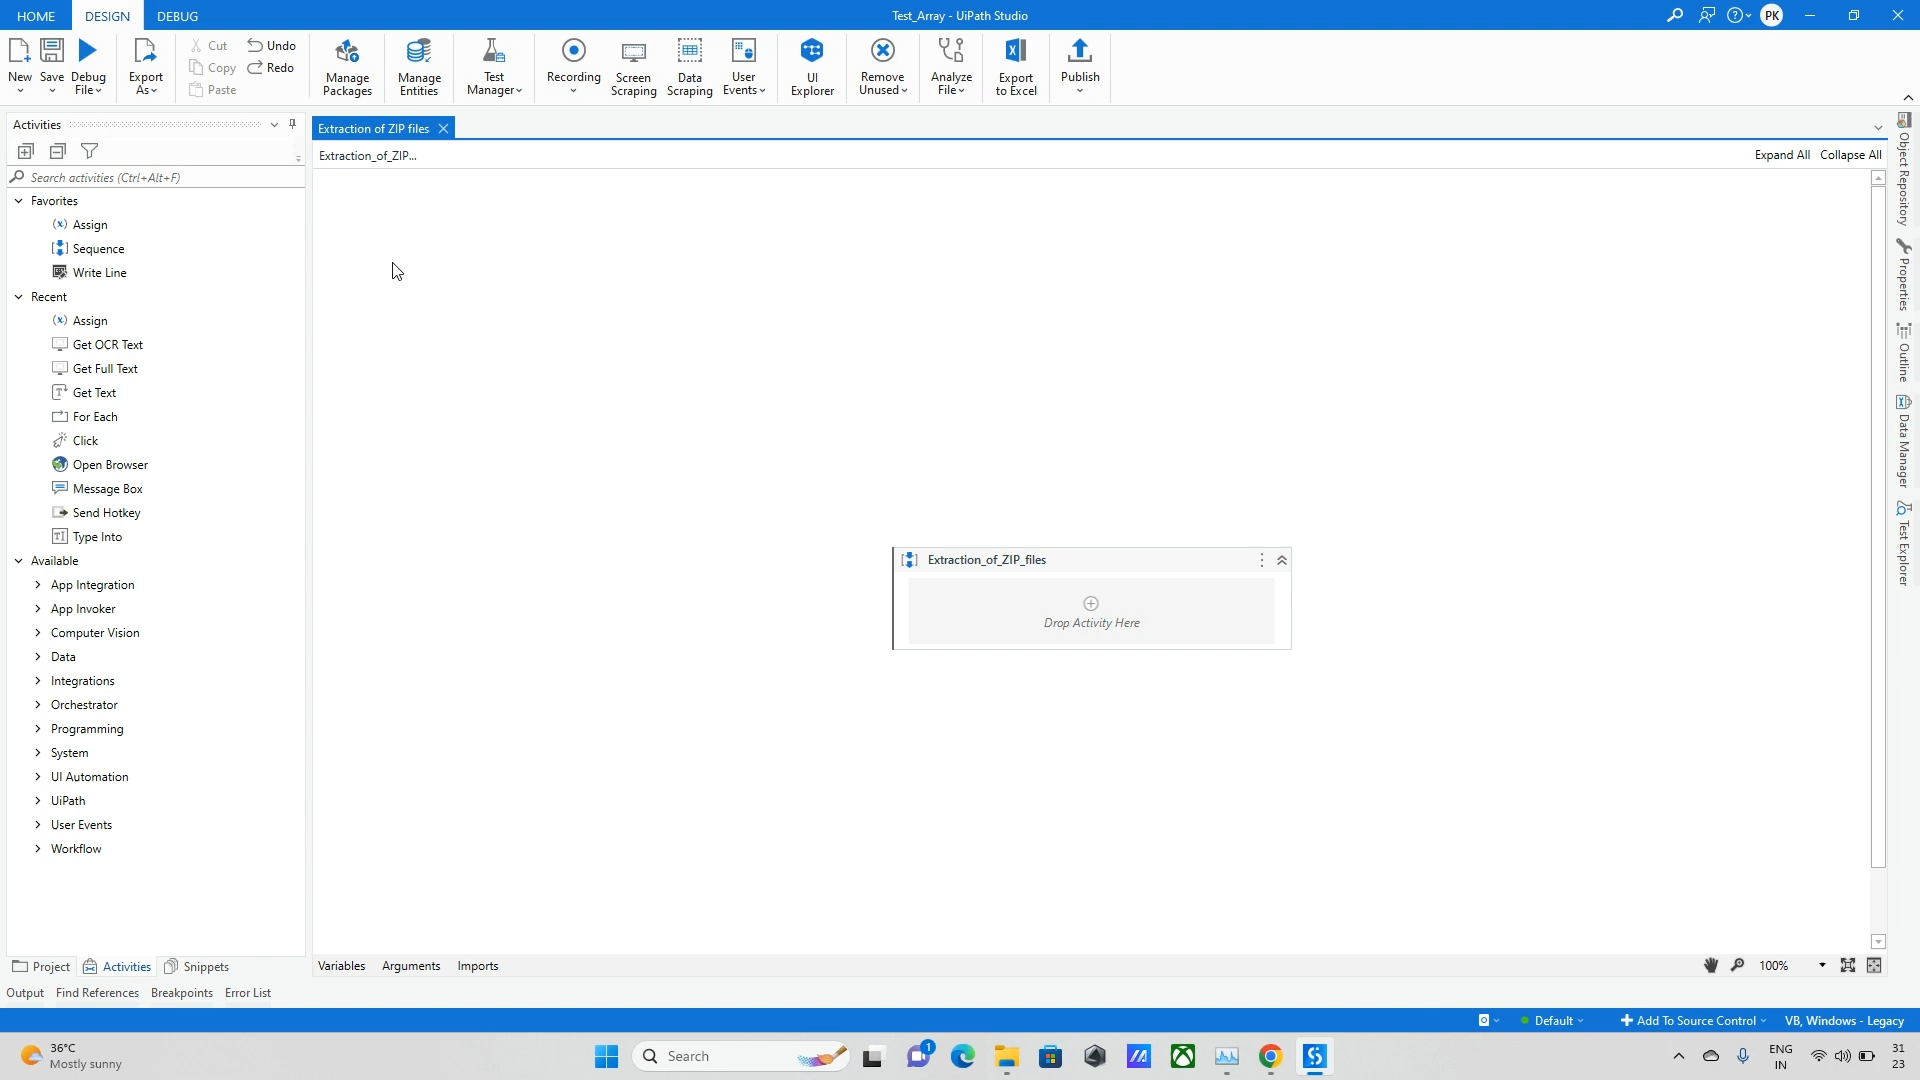 HOME DESIGN DEBUG Test_Array - UiPath Studio PK
New Save Debug File Export As Cut Copy Paste Undo Redo Manage Packages Manage Entities Test Manager Recording Screen Scraping Data Scraping User Events UI Explorer Remove Unused Analyze File Export to Excel Publish
Activities
Extraction of ZIP files
Extraction_of_ZIP...
Expand All Collapse All
Search activities (Ctrl+Alt+F)
Favorites
Assign
Sequence
Write Line
Recent
Assign
Get OCR Text
Get Full Text
Get Text
For Each
Click
Open Browser
Message Box
Send Hotkey
Type Into
Available
App Integration
App Invoker
Computer Vision
Data
Integrations
Orchestrator
Programming
System
UI Automation
UiPath
User Events
Workflow
Extraction_of_ZIP_files
Drop Activity Here
Object Repository
Properties
Outline
Data Manager
Test Explorer
Project Activities Snippets
Variables Arguments Imports
100%
Output Find References Breakpoints Error List
Default Add To Source Control VB, Windows - Legacy
36°C
Mostly sunny
Search
1
ENG
IN
31
23